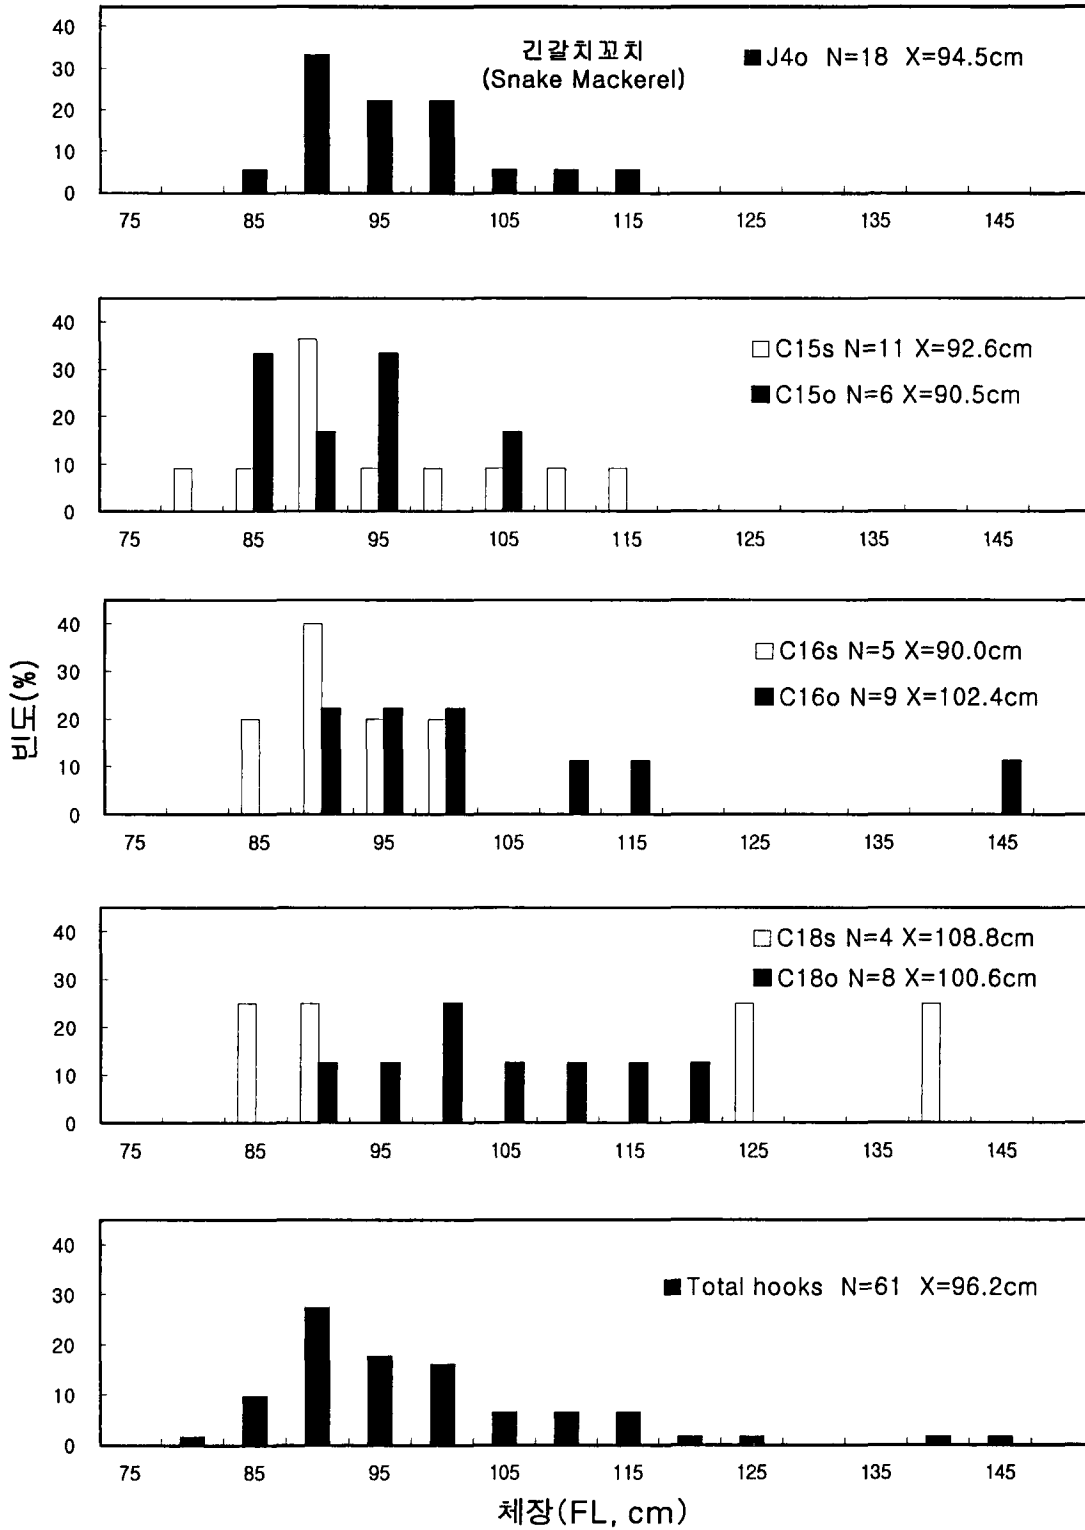 긴갈치꼬치
(Snake Mackerel)
J4o N=18 X=94.5cm
40
30
20
10
0
75 85 95 105 115 125 135 145
C15s N=11 X=92.6cm
C15o N=6 X=90.5cm
40
30
20
10
0
75 85 95 105 115 125 135 145
C16s N=5 X=90.0cm
C16o N=9 X=102.4cm
40
30
20
10
0
75 85 95 105 115 125 135 145
빈도(%)
C18s N=4 X=108.8cm
C18o N=8 X=100.6cm
40
30
20
10
0
75 85 95 105 115 125 135 145
Total hooks N=61 X=96.2cm
40
30
20
10
0
75 85 95 105 115 125 135 145
체장(FL, cm)